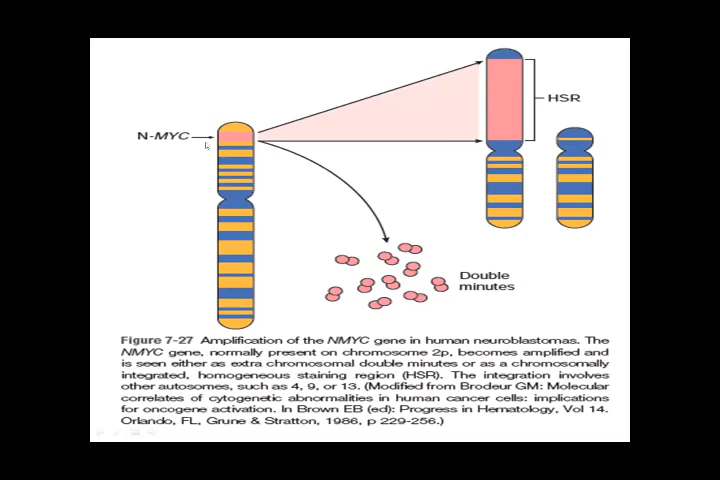 HSR
N-MYC
Double
minutes
Figure 7-27 Amplification of the NMYC gene in human neuroblastomas. The
NMYC gene, normally present on chromosome 2p, becomes amplified and
is seen either as extra chromosomal double minutes or as a chromosomally
integrated, homogeneous staining region (HSR). The integration involves
other autosomes, such as 4, 9, or 13. (Modified from Brodeur GM: Molecular
correlates of cytogenetic abnormalities in human cancer cells: implications
for oncogene activation. In Brown EB (ed): Progress in Hematology, Vol 14.
Orlando, FL, Grune & Stratton, 1986, p 229-256.)